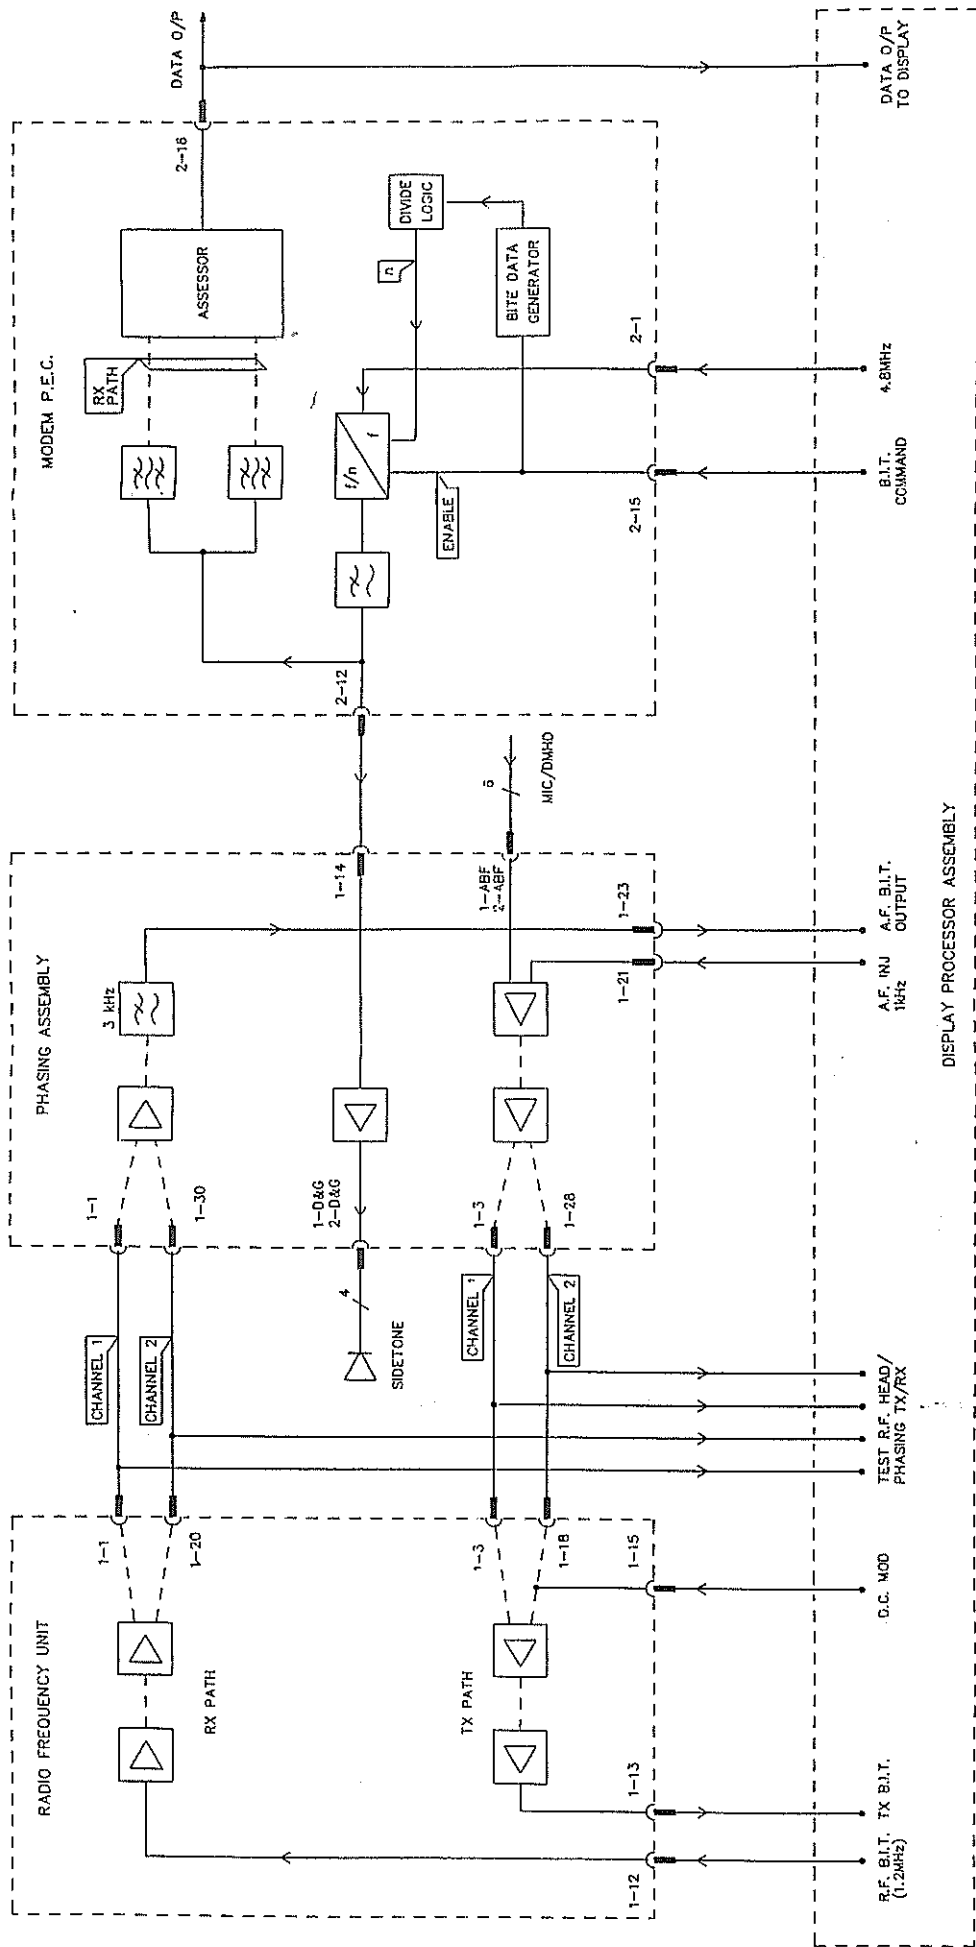 RADIO FREQUENCY UNIT
RX PATH
TX PATH
1-1
1-20
1-3
1-18
1-15
1-13
1-12
CHANNEL 1
CHANNEL 2
SIDETONE
4
CHANNEL 1
CHANNEL 2
PHASING ASSEMBLY
1-1
1-30
3 kHz
1-D&G
2-D&G
1-14
1-3
1-28
1-ABF
2-ABF
1-21
1-23
6
MIC/DMHO
MODEM P.E.C.
RX
PATH
ASSESSOR
2-18
DATA O/P
2-12
f/n
f
n
DIVIDE
LOGIC
ENABLE
BITE DATA
GENERATOR
2-15
2-1
R.F. B.I.T.
(1.2MHz)
TX B.I.T.
D.C. MOD
TEST R.F. HEAD/
PHASING TX/RX
A.F. INJ
1kHz
A.F. B.I.T.
OUTPUT
B.I.T.
COMMAND
4.8MHz
DATA O/P
TO DISPLAY
DISPLAY PROCESSOR ASSEMBLY